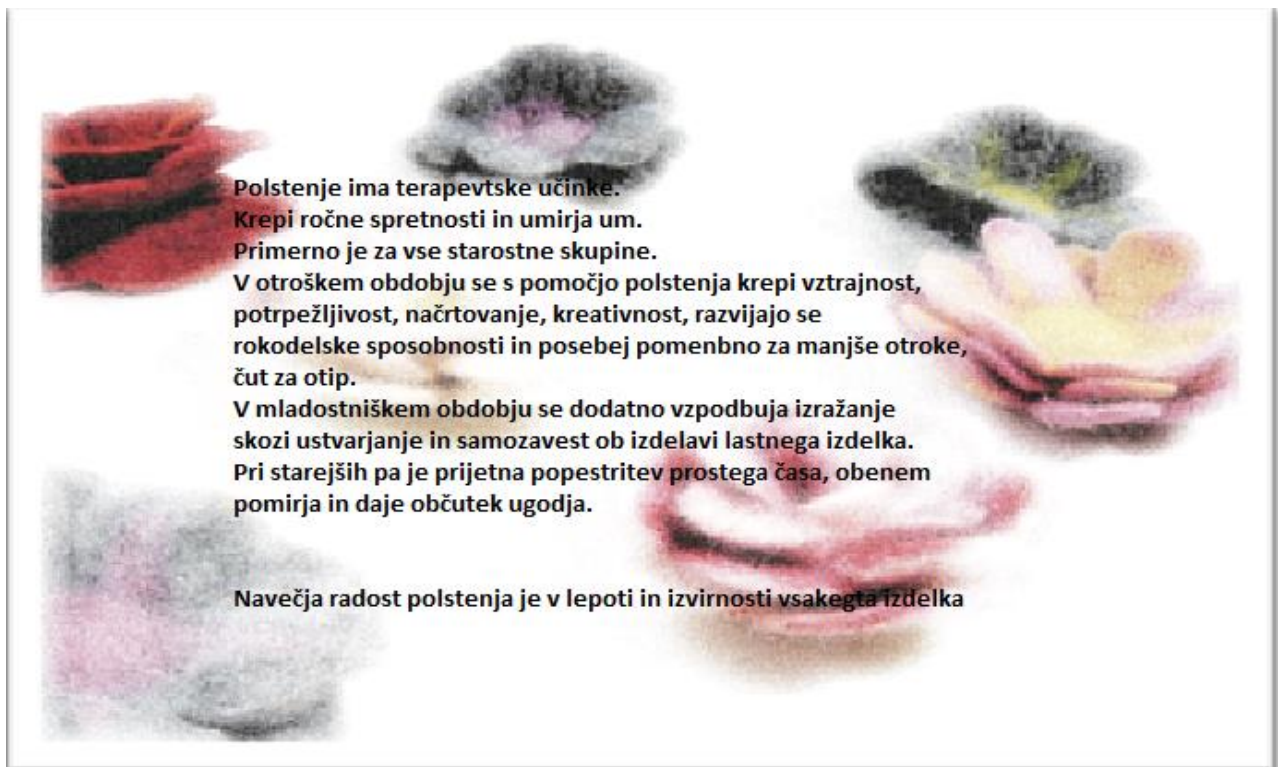 Polstenje ima terapevtske učinke.
Krepi ročne spretnosti in umirja um.
Primerno je za vse starostne skupine.
V otroškem obdobju se s pomočjo polstenja krepi vztrajnost,
potrpežljivost, načrtovanje, kreativnost, razvijajo se
rokodelske sposobnosti in posebej pomenbno za manjše otroke,
čut za otip.
V mladostniškem obdobju se dodatno vzpodbuja izražanje
skozi ustvarjanje in samozavest ob izdelavi lastnega izdelka.
Pri starejših pa je prijetna popestritev prostega časa, obenem
pomirja in daje občutek ugodja.
Navečja radost polstenja je v lepoti in izvirnosti vsakegta izdelka